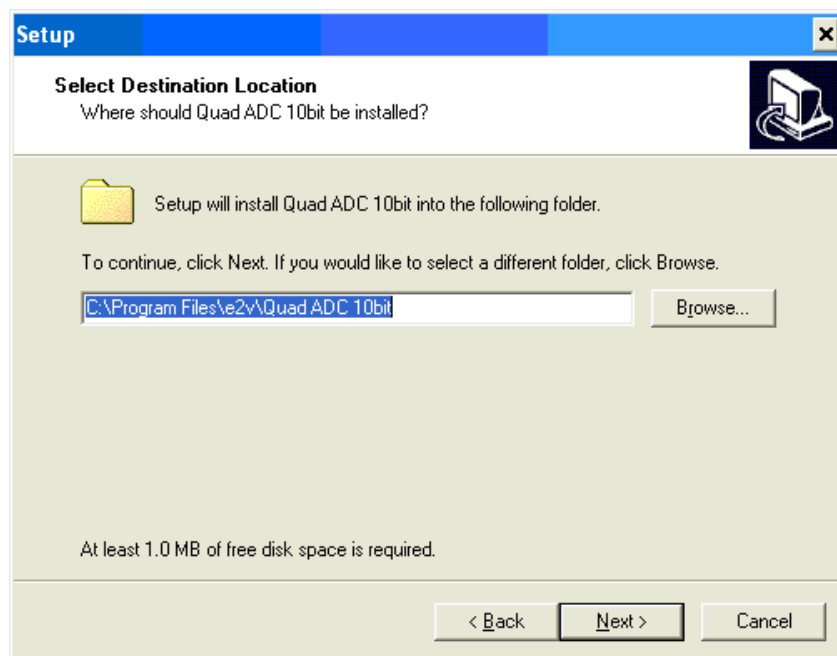 Setup
Select Destination Location
Where should Quad ADC 10bit be installed?
Setup will install Quad ADC 10bit into the following folder.
To continue, click Next. If you would like to select a different folder, click Browse.
C:\Program Files\e2v\Quad ADC 10bit
Browse...
At least 1.0 MB of free disk space is required.
< Back Next > Cancel